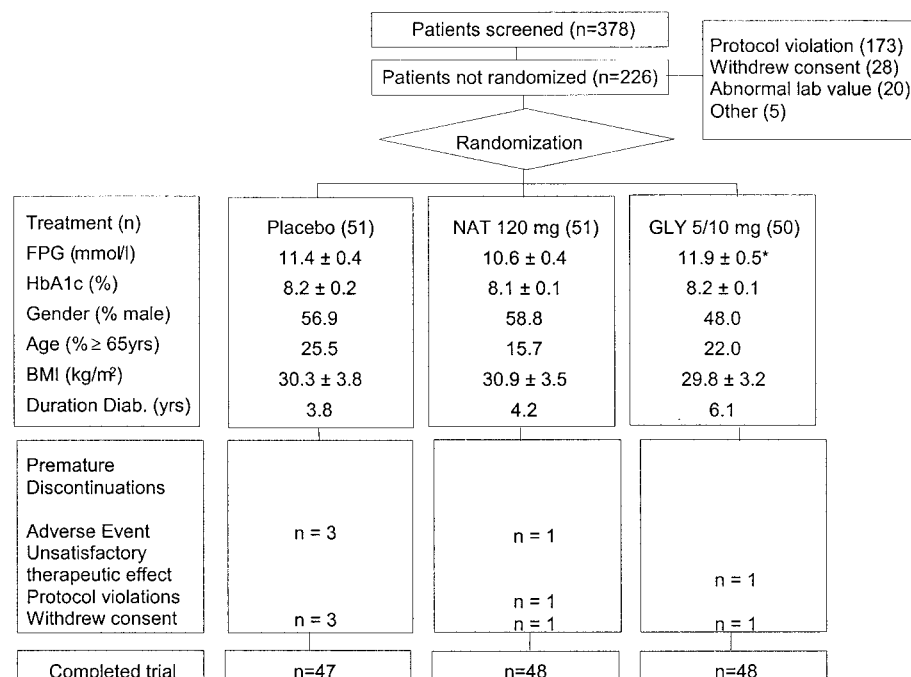 Patients screened (n=378)
Patients not randomized (n=226)
Protocol violation (173)
Withdrew consent (28)
Abnormal lab value (20)
Other (5)
Randomization
Treatment (n)
FPG (mmol/l)
HbA1c (%)
Gender (% male)
Age (% ≥ 65yrs)
BMI (kg/m²)
Duration Diab. (yrs)
Placebo (51)
11.4 ± 0.4
8.2 ± 0.2
56.9
25.5
30.3 ± 3.8
3.8
NAT 120 mg (51)
10.6 ± 0.4
8.1 ± 0.1
58.8
15.7
30.9 ± 3.5
4.2
GLY 5/10 mg (50)
11.9 ± 0.5*
8.2 ± 0.1
48.0
22.0
29.8 ± 3.2
6.1
Premature
Discontinuations
Adverse Event
Unsatisfactory
therapeutic effect
Protocol violations
Withdrew consent
n = 3
n = 3
n = 1
n = 1
n = 1
n = 1
n = 1
Completed trial
n=47
n=48
n=48